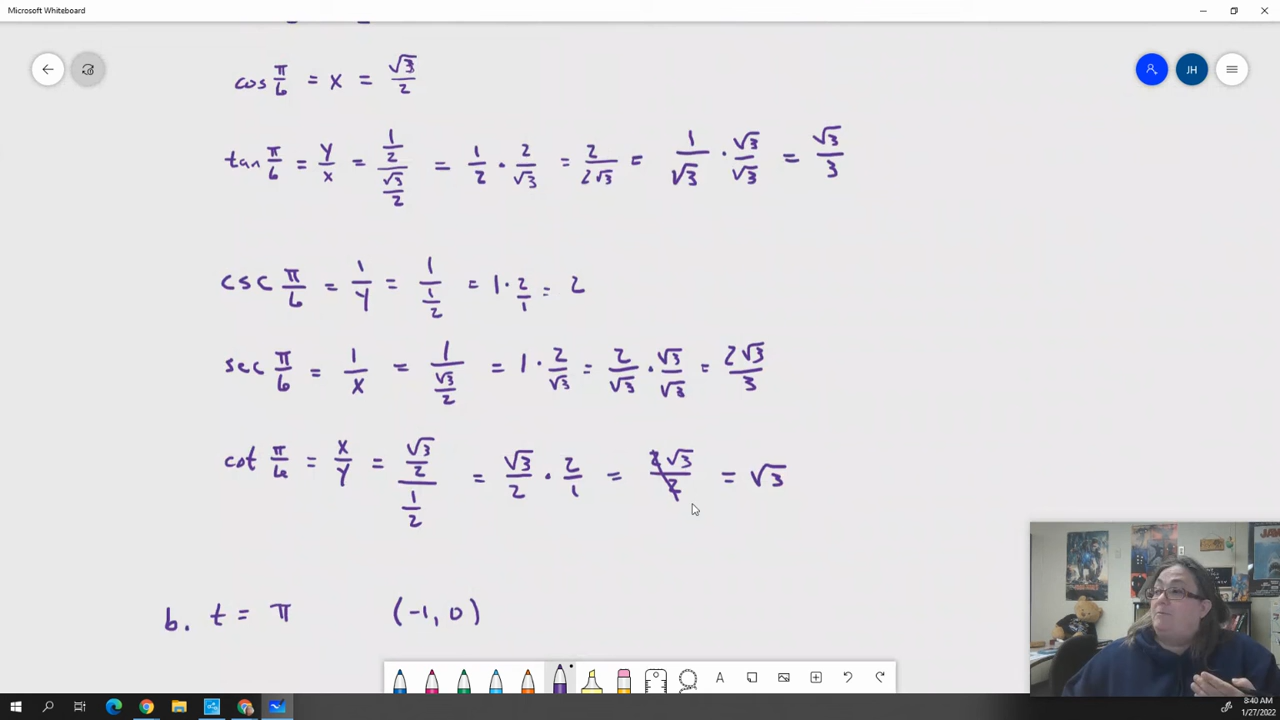 Microsoft Whiteboard
cos π/6 = x = √3/2
tan π/6 = y/x = (1/2)/(√3/2) = 1/2 · 2/√3 = 2/(2√3) = 1/√3 · √3/√3 = √3/3
csc π/6 = 1/y = 1/(1/2) = 1 · 2/1 = 2
sec π/6 = 1/x = 1/(√3/2) = 1 · 2/√3 = 2/√3 · √3/√3 = 2√3/3
cot π/6 = x/y = (√3/2)/(1/2) = √3/2 · 2/1 = 2√3/2 = √3
b. t = π (-1, 0)
JH
A
JAWS
8:40 AM
1/27/2022